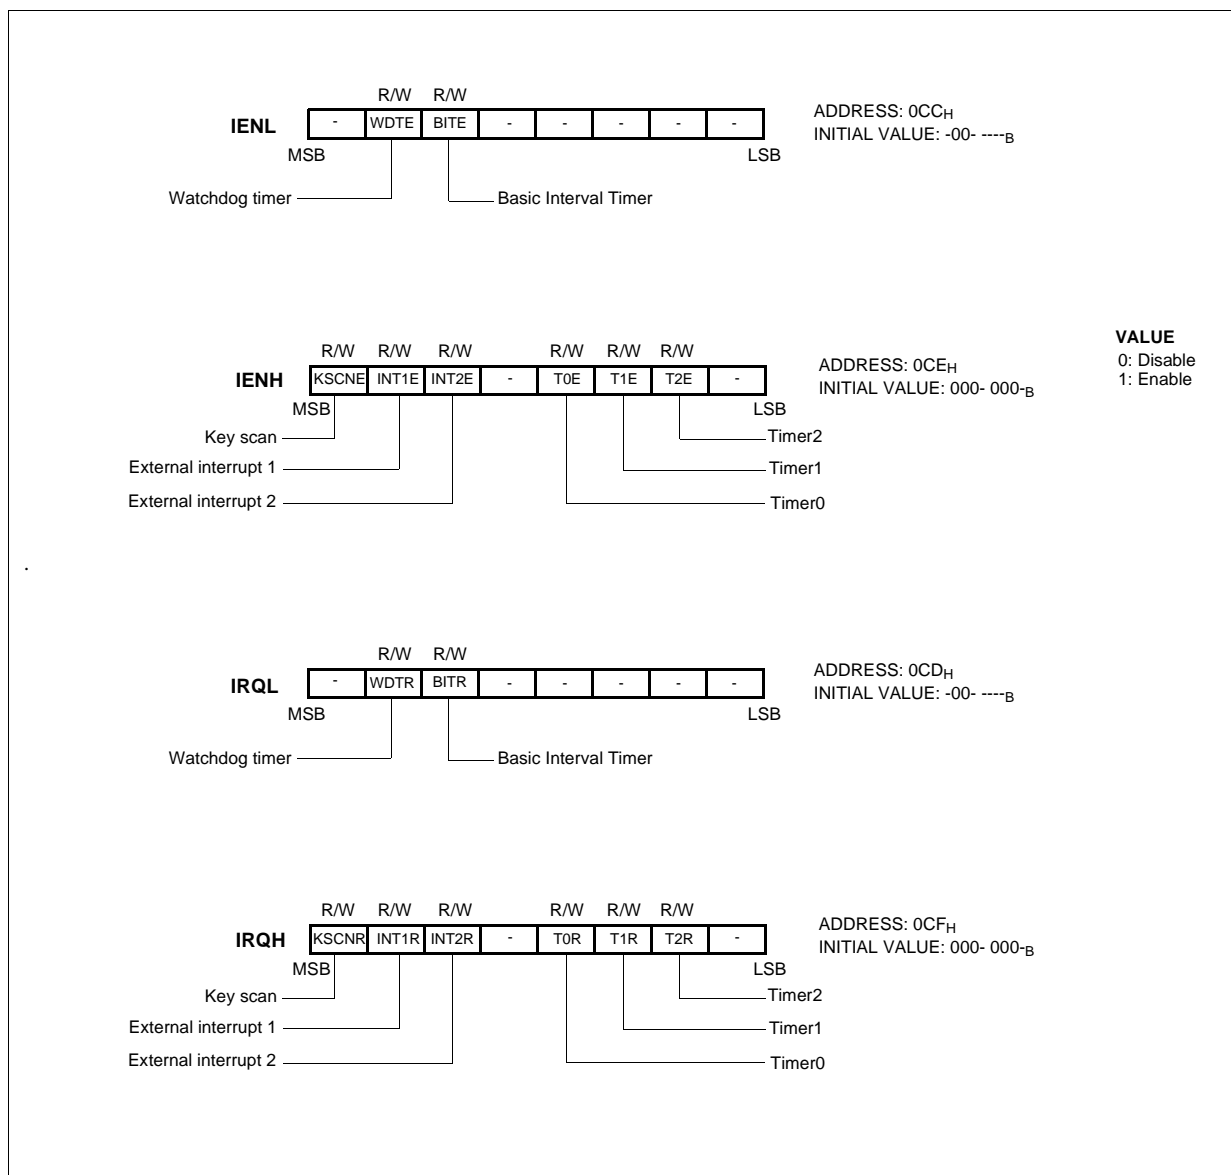 R/W R/W
IENL - WDTE BITE - - - - -
ADDRESS: 0CCH
INITIAL VALUE: -00- ----B
MSB LSB
Watchdog timer Basic Interval Timer
VALUE
0: Disable
1: Enable
R/W R/W R/W R/W R/W R/W
IENH KSCNE INT1E INT2E - T0E T1E T2E -
ADDRESS: 0CEH
INITIAL VALUE: 000- 000-B
MSB LSB
Key scan Timer2
External interrupt 1 Timer1
External interrupt 2 Timer0
.
R/W R/W
IRQL - WDTR BITR - - - - -
ADDRESS: 0CDH
INITIAL VALUE: -00- ----B
MSB LSB
Watchdog timer Basic Interval Timer
R/W R/W R/W R/W R/W R/W
IRQH KSCNR INT1R INT2R - T0R T1R T2R -
ADDRESS: 0CFH
INITIAL VALUE: 000- 000-B
MSB LSB
Key scan Timer2
External interrupt 1 Timer1
External interrupt 2 Timer0